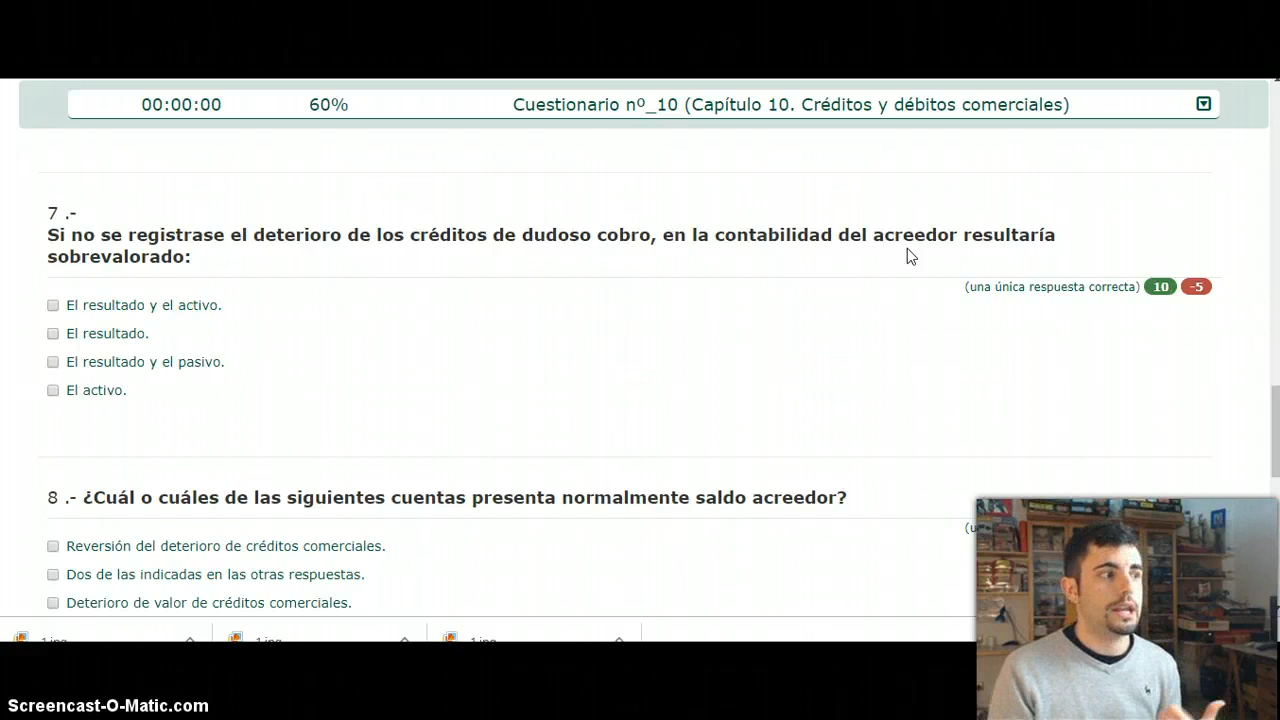 00:00:00 60% Cuestionario nº_10 (Capítulo 10. Créditos y débitos comerciales)
7 .-
Si no se registrase el deterioro de los créditos de dudoso cobro, en la contabilidad del acreedor resultaría
sobrevalorado:
(una única respuesta correcta) 10 -5
El resultado y el activo.
El resultado.
El resultado y el pasivo.
El activo.
8 .- ¿Cuál o cuáles de las siguientes cuentas presenta normalmente saldo acreedor?
Reversión del deterioro de créditos comerciales.
Dos de las indicadas en las otras respuestas.
Deterioro de valor de créditos comerciales.
Screencast-O-Matic.com